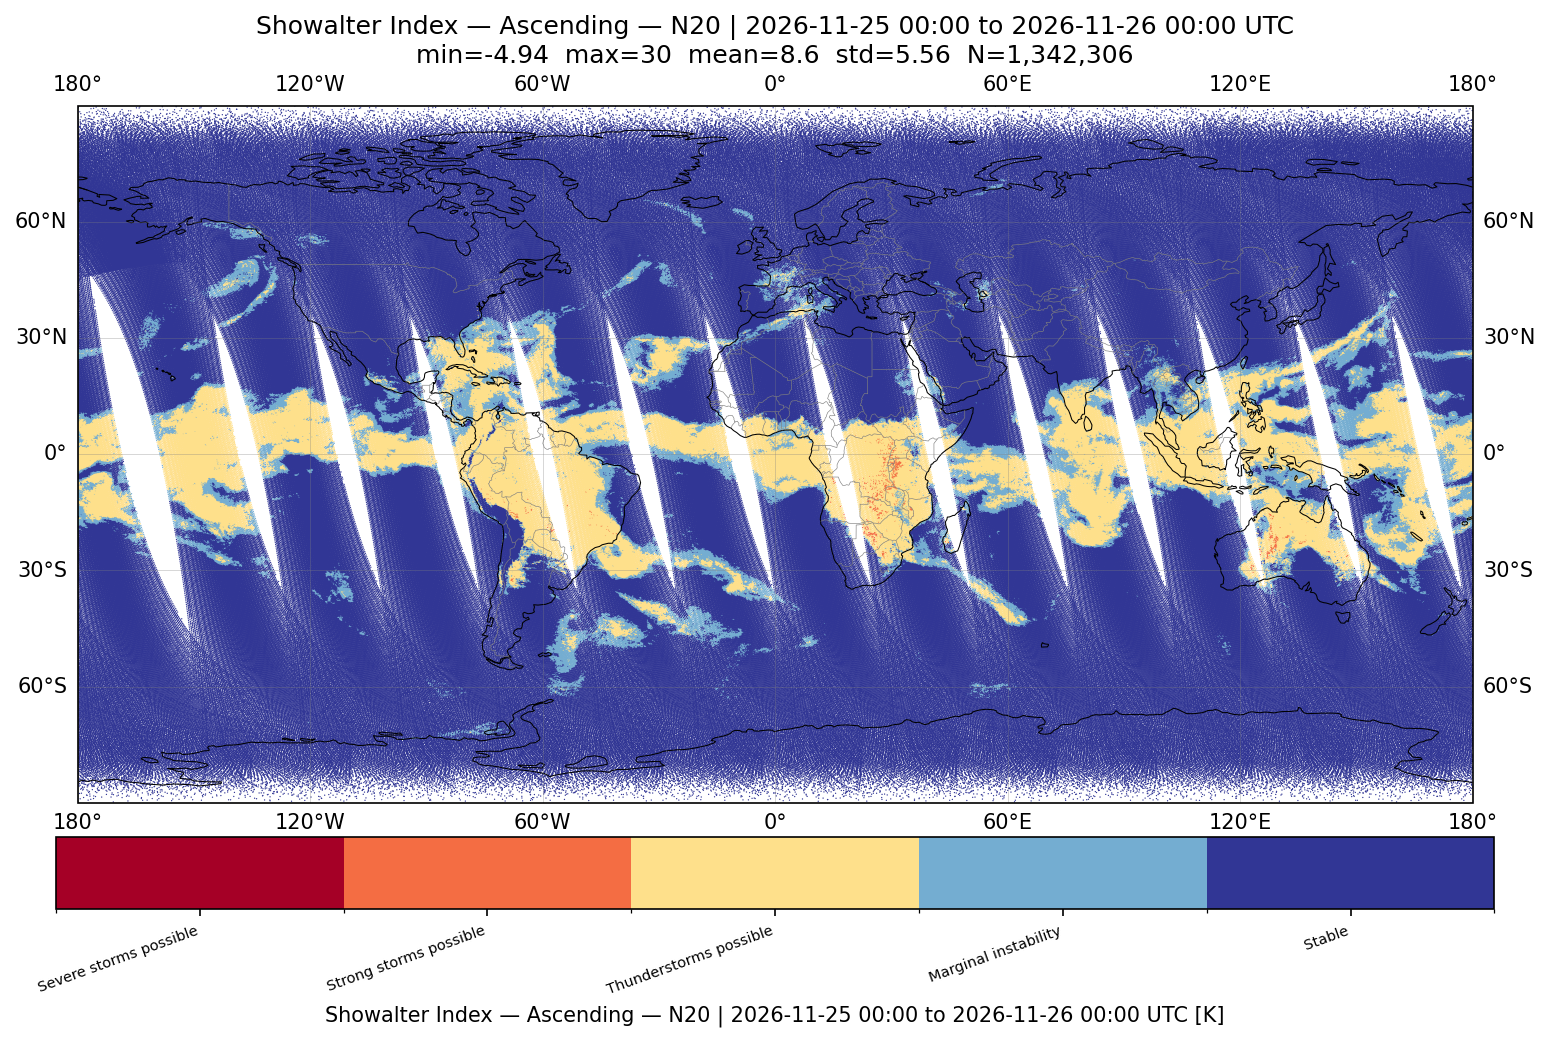 Showalter Index — Ascending — N20 | 2026-11-25 00:00 to 2026-11-26 00:00 UTC
min=-4.94 max=30 mean=8.6 std=5.56 N=1,342,306
180° 120°W 60°W 0° 60°E 120°E 180°
60°N 60°N
30°N 30°N
0° 0°
30°S 30°S
60°S 60°S
180° 120°W 60°W 0° 60°E 120°E 180°
Severe storms possible Strong storms possible Thunderstorms possible Marginal instability Stable
Showalter Index — Ascending — N20 | 2026-11-25 00:00 to 2026-11-26 00:00 UTC [K]